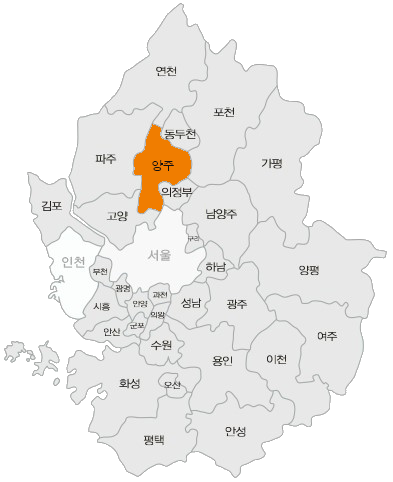 연천
포천
동두천
파주
양주
가평
의정부
김포
고양
남양주
구리
서울
인천
하남
양평
부천
광명
과천
시흥
안양
성남
광주
의왕
군포
안산
여주
수원
용인
이천
화성
오산
안성
평택